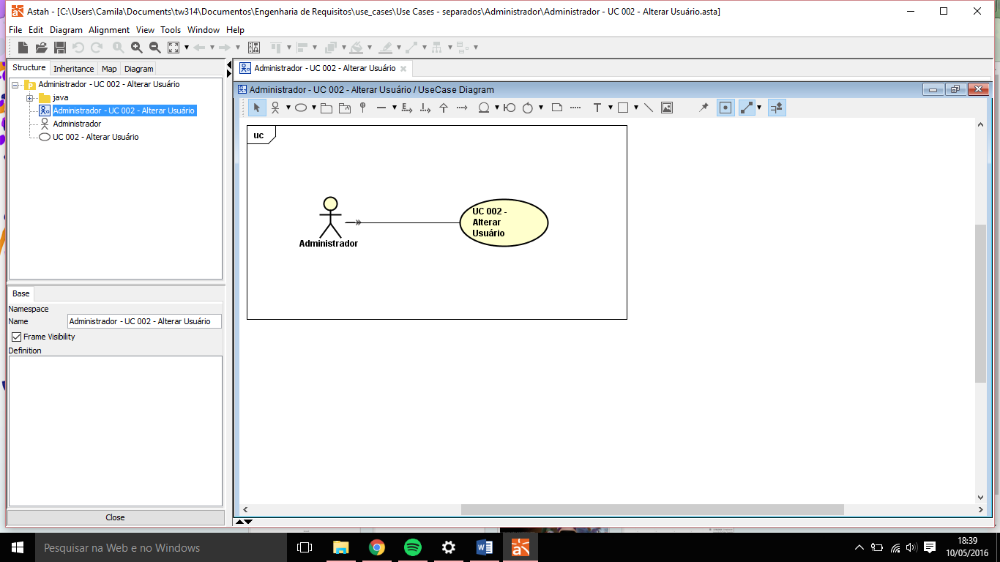 Astah - [C:\Users\Camila\Documents\tw314\Documentos\Engenharia de Requisitos\use_cases\Use Cases - separados\Administrador\Administrador - UC 002 - Alterar Usuário.asta]
File Edit Diagram Alignment View Tools Window Help
Structure Inheritance Map Diagram
Administrador - UC 002 - Alterar Usuário
java
Administrador - UC 002 - Alterar Usuário
Administrador
UC 002 - Alterar Usuário
Base
Namespace
Name Administrador - UC 002 - Alterar Usuário
Frame Visibility
Definition
Close
Administrador - UC 002 - Alterar Usuário
Administrador - UC 002 - Alterar Usuário / UseCase Diagram
uc
Administrador
UC 002 -
Alterar
Usuário
Pesquisar na Web e no Windows
18:39
10/05/2016